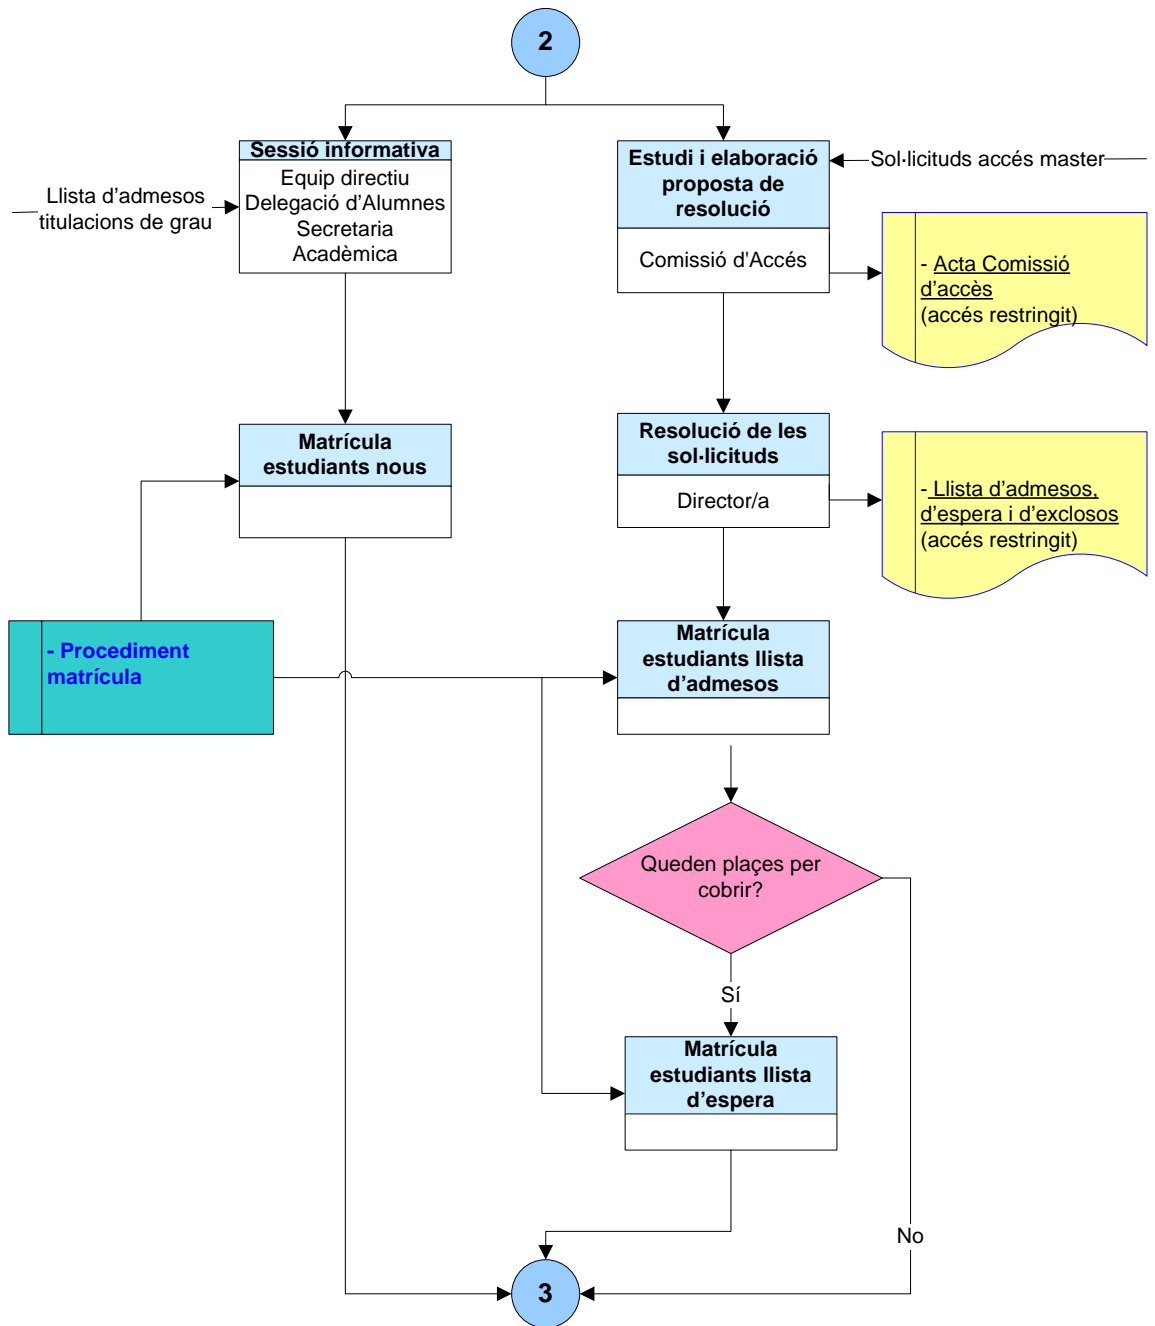 2
Sessió informativa
Equip directiu
Delegació d'Alumnes
Secretaria
Acadèmica
Llista d'admesos
titulacions de grau
Estudi i elaboració
proposta de
resolució
Comissió d'Accés
Sol·licituds accés master
- Acta Comissió
d'accès
(accés restringit)
Matrícula
estudiants nous
Resolució de les
sol·licituds
Director/a
- Llista d'admesos,
d'espera i d'exclosos
(accés restringit)
- Procediment
matrícula
Matrícula
estudiants llista
d'admesos
Queden plaçes per
cobrir?
Sí
Matrícula
estudiants llista
d'espera
No
3